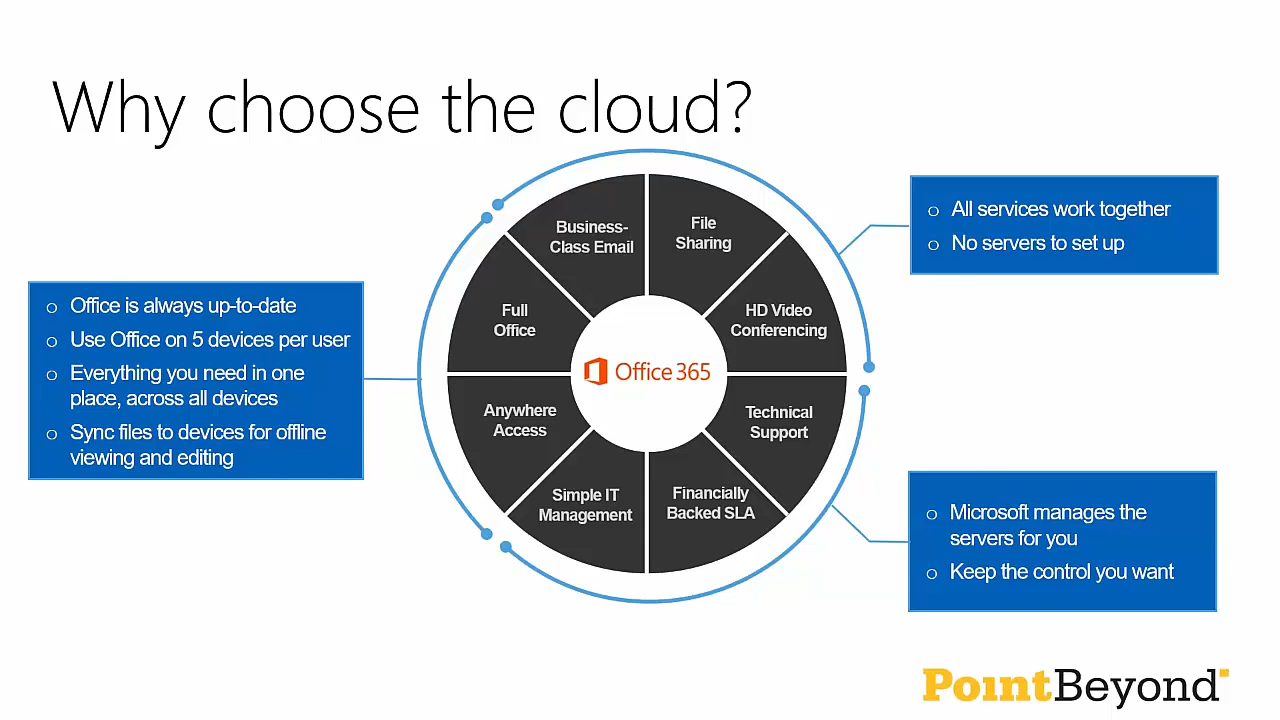 Why choose the cloud?
Business-
Class Email
File
Sharing
All services work together
No servers to set up
Office is always up-to-date
Use Office on 5 devices per user
Everything you need in one
place, across all devices
Sync files to devices for offline
viewing and editing
Full
Office
HD Video
Conferencing
Office 365
Anywhere
Access
Technical
Support
Simple IT
Management
Financially
Backed SLA
Microsoft manages the
servers for you
Keep the control you want
PointBeyond